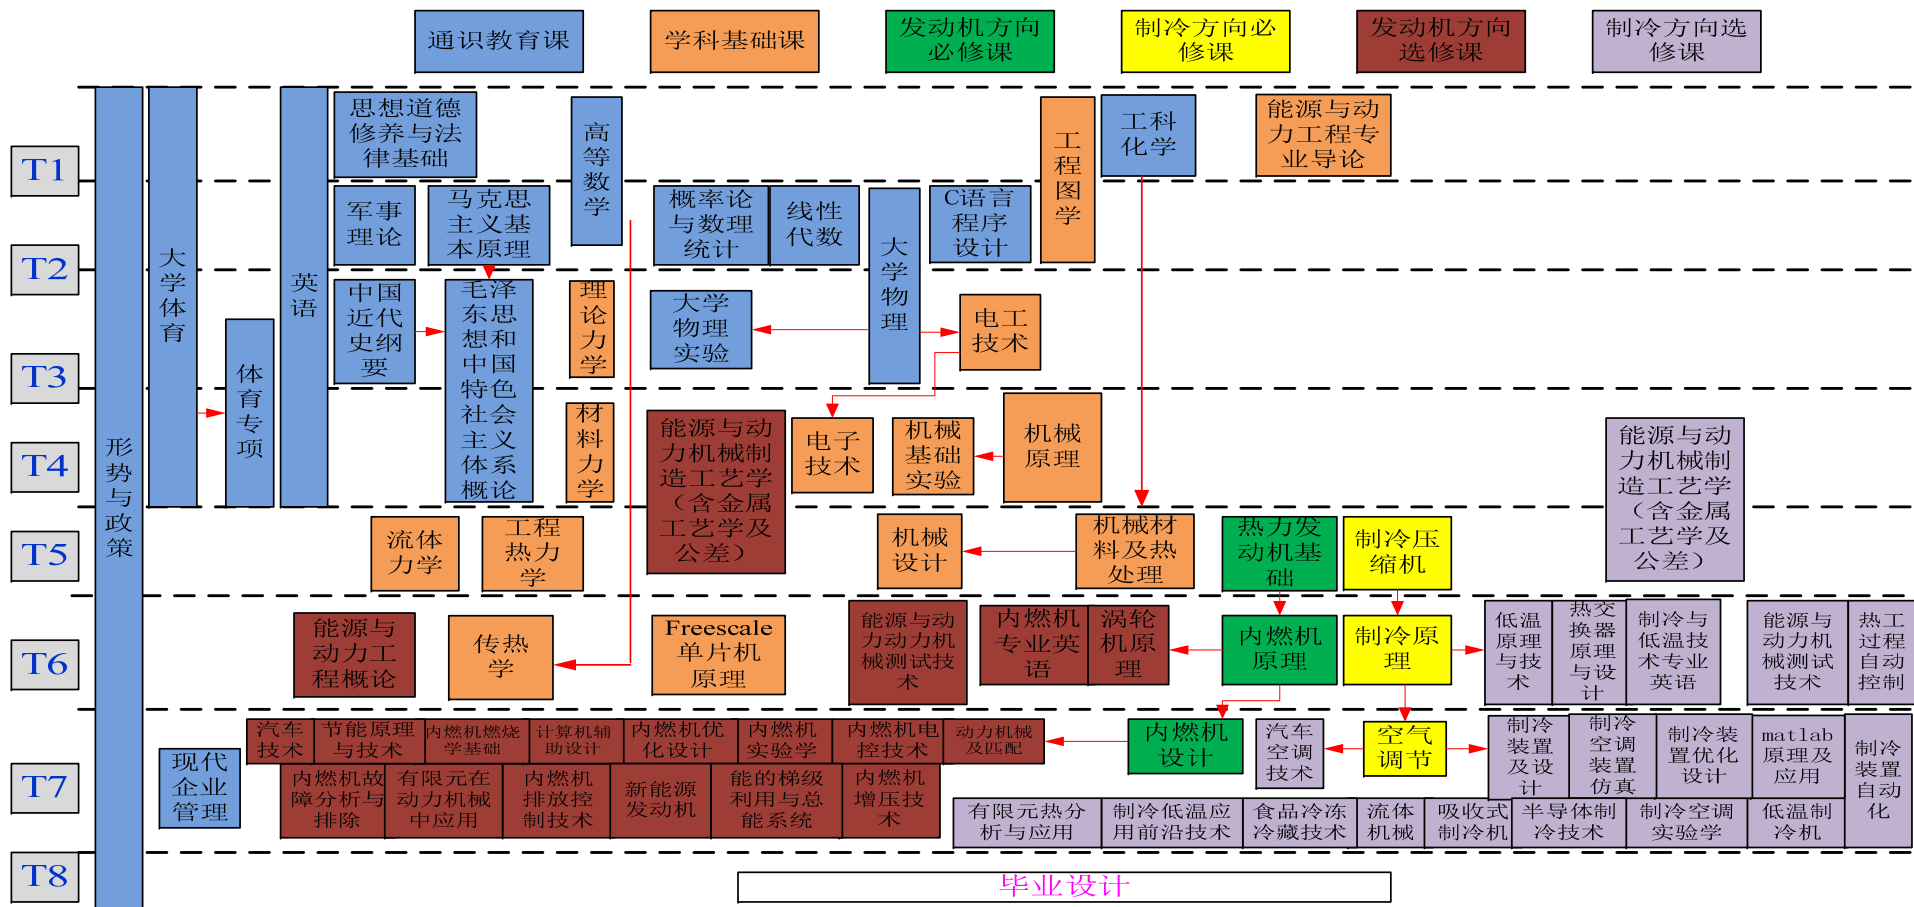 通识教育课
学科基础课
发动机方向
必修课
制冷方向必
修课
发动机方向
选修课
制冷方向选
修课
T1
思想道德
修养与法
律基础
高
等
数
学
工
程
图
学
工科
化学
能源与动
力工程专
业导论
T2
大
学
体
育
英
语
军事
理论
马克思
主义基
本原理
概率论
与数理
统计
线性
代数
大
学
物
理
C语言
程序
设计
T3
体
育
专
项
中国
近代
史纲
要
毛泽
东思
想和
中国
特色
社会
主义
体系
概论
理
论
力
学
大学
物理
实验
电工
技术
T4
形
势
与
政
策
材
料
力
学
能源与动
力机械制
造工艺学
（含金属
工艺学及
公差）
电子
技术
机械
基础
实验
机械
原理
能源与动
力机械制
造工艺学
（含金属
工艺学及
公差）
T5
流体
力学
工程
热力
学
机械
设计
机械材
料及热
处理
热力发
动机基
础
制冷压
缩机
T6
能源与
动力工
程概论
传热
学
Freescale
单片机
原理
能源与动
力动力机
械测试技
术
内燃机
专业英
语
涡轮
机原
理
内燃机
原理
制冷原
理
低温
原理
与技
术
热交
换器
原理
与设
计
制冷与
低温技
术专业
英语
能源与
动力机
械测试
技术
热工
过程
自动
控制
T7
现代
企业
管理
汽车
技术
节能原理
与技术
内燃机燃烧
学基础
计算机辅
助设计
内燃机优
化设计
内燃机
实验学
内燃机电
控技术
动力机械
及匹配
内燃机
设计
汽车
空调
技术
空气
调节
制冷
装置
及设
计
制冷
空调
装置
仿真
制冷装
置优化
设计
matlab
原理及
应用
制冷
装置
自动
化
内燃机故
障分析与
排除
有限元在
动力机械
中应用
内燃机
排放控
制技术
新能源
发动机
能的梯级
利用与总
能系统
内燃机
增压技
术
有限元热分
析与应用
制冷低温应
用前沿技术
食品冷冻
冷藏技术
流体
机械
吸收式
制冷机
半导体制
冷技术
制冷空调
实验学
低温制
冷机
T8
毕业设计